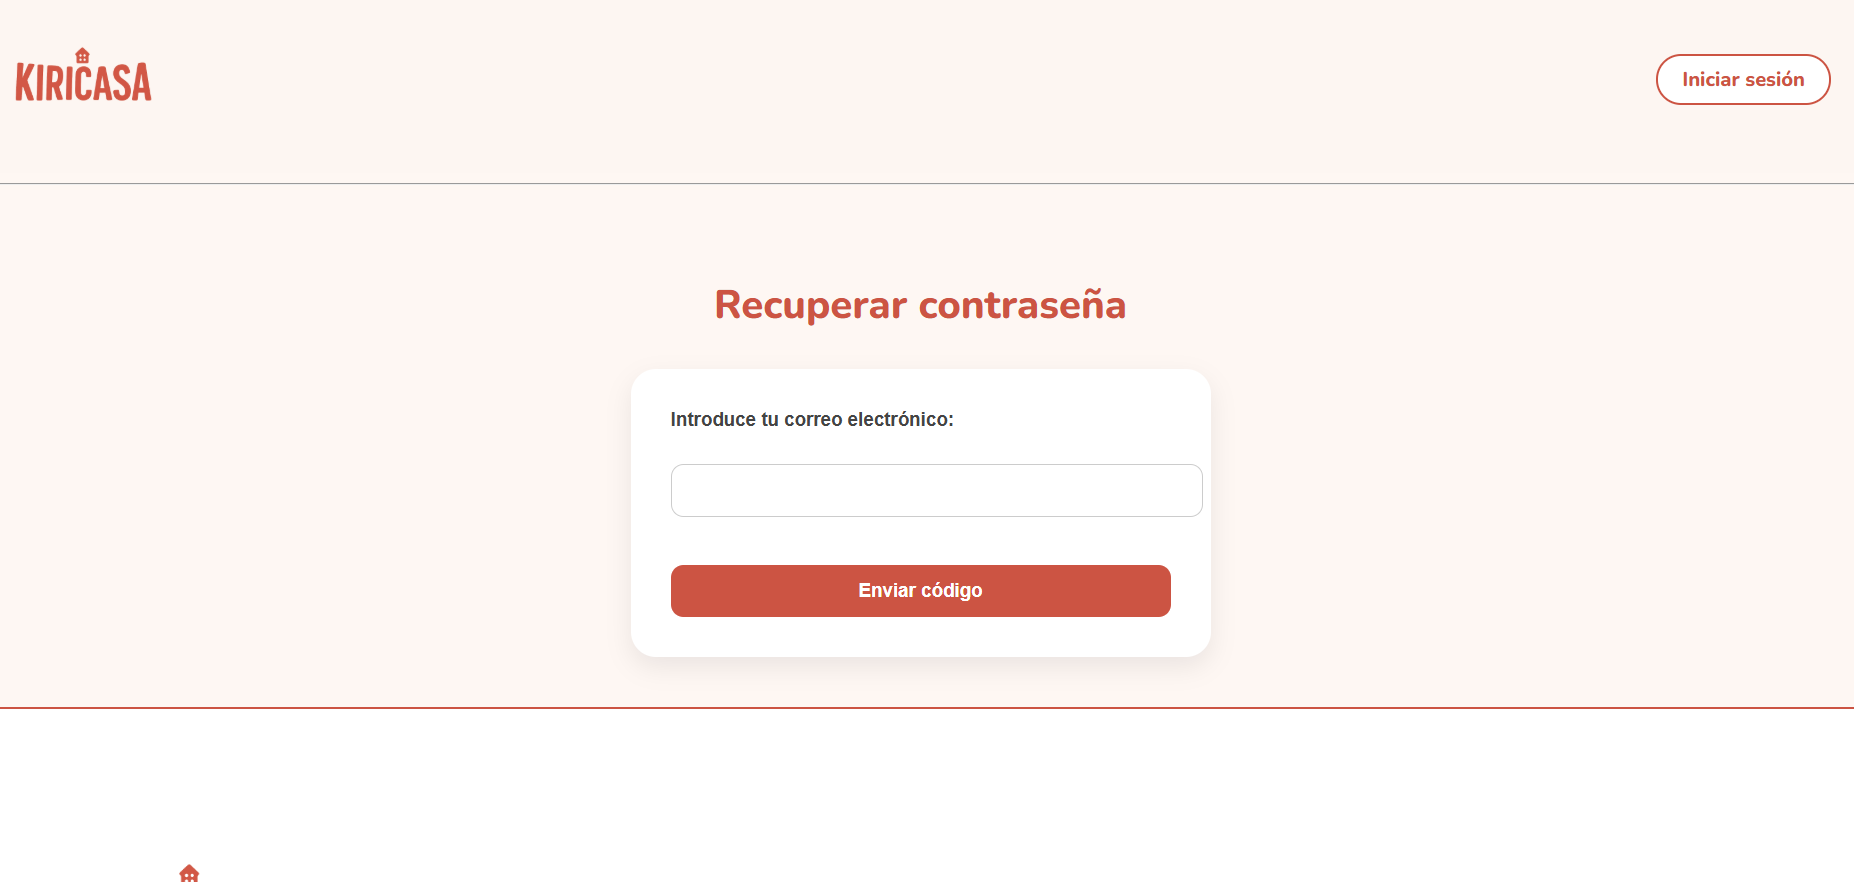 KIRICASA
Iniciar sesión
Recuperar contraseña
Introduce tu correo electrónico:
Enviar código